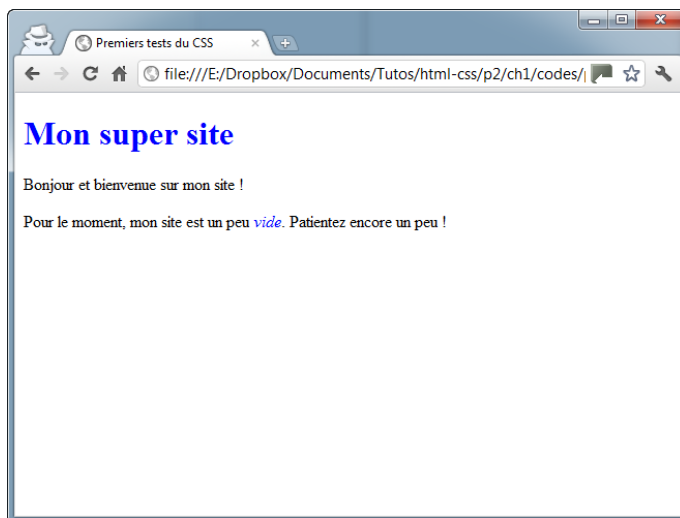 Premiers tests du CSS
file:///E:/Dropbox/Documents/Tutos/html-css/p2/ch1/codes/
Mon super site
Bonjour et bienvenue sur mon site !
Pour le moment, mon site est un peu vide. Patientez encore un peu !